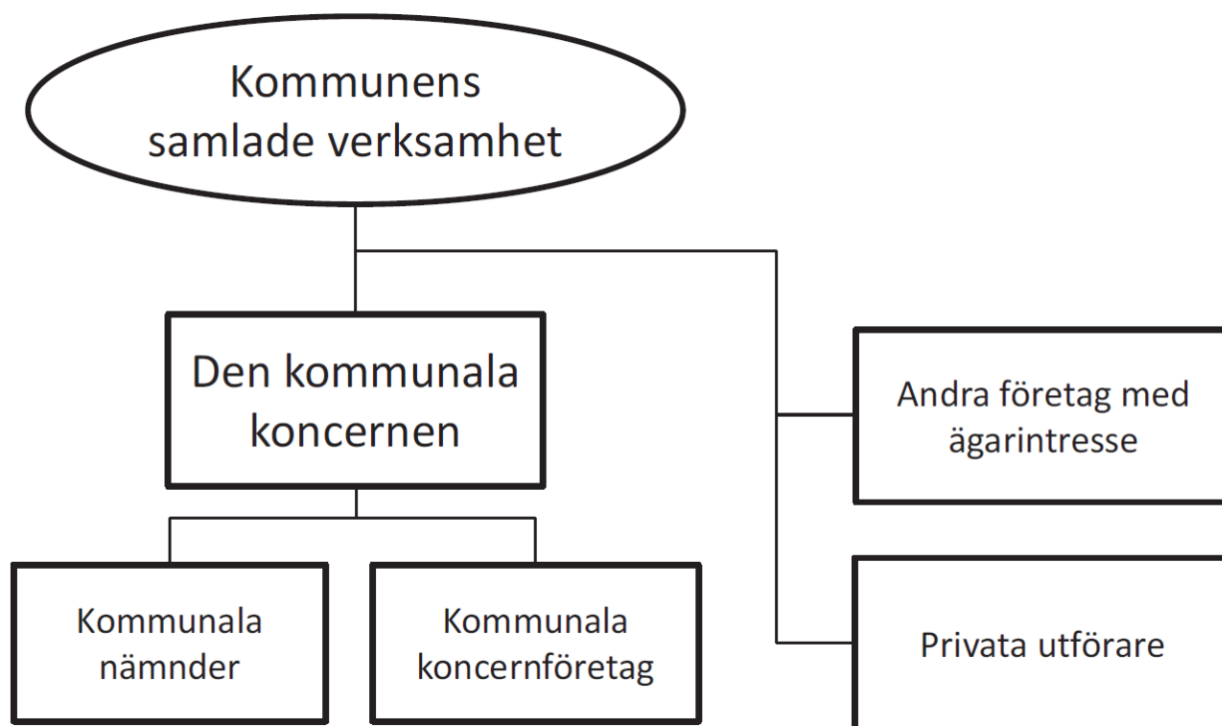 Kommunens
samlade verksamhet
Den kommunala
koncernen
Andra företag med
ägarintresse
Kommunala
nämnder
Kommunala
koncernföretag
Privata utförare